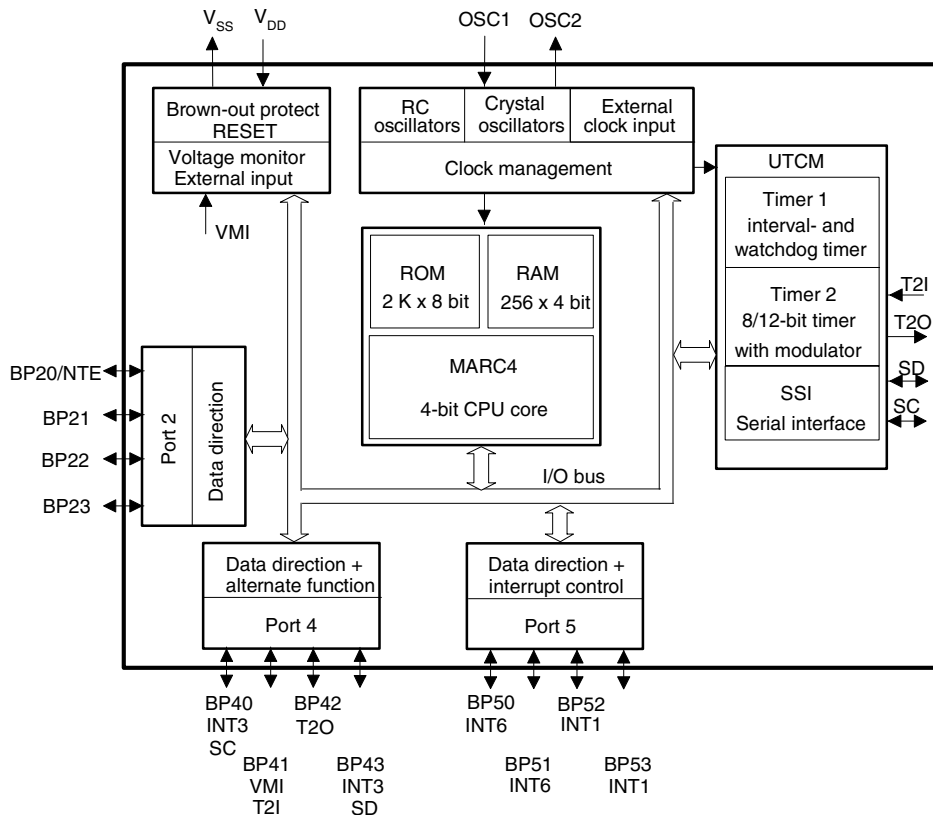 VSS
VDD
OSC1
OSC2
Brown-out protect
RESET
Voltage monitor
External input
VMI
RC
oscillators
Crystal
oscillators
External
clock input
Clock management
UTCM
Timer 1
interval- and
watchdog timer
Timer 2
8/12-bit timer
with modulator
SSI
Serial interface
T2I
T2O
SD
SC
ROM
2 K x 8 bit
RAM
256 x 4 bit
MARC4
4-bit CPU core
I/O bus
BP20/NTE
BP21
BP22
BP23
Port 2
Data direction
Data direction +
alternate function
Port 4
Data direction +
interrupt control
Port 5
BP40
INT3
SC
BP41
VMI
T2I
BP42
T2O
BP43
INT3
SD
BP50
INT6
BP51
INT6
BP52
INT1
BP53
INT1